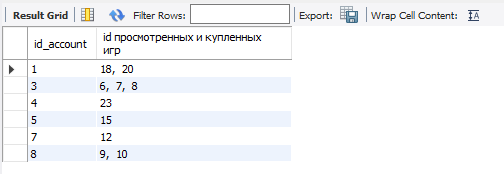 Result Grid Filter Rows: Export: Wrap Cell Content:
id_account id просмотренных и купленных игр
1 18, 20
3 6, 7, 8
4 23
5 15
7 12
8 9, 10